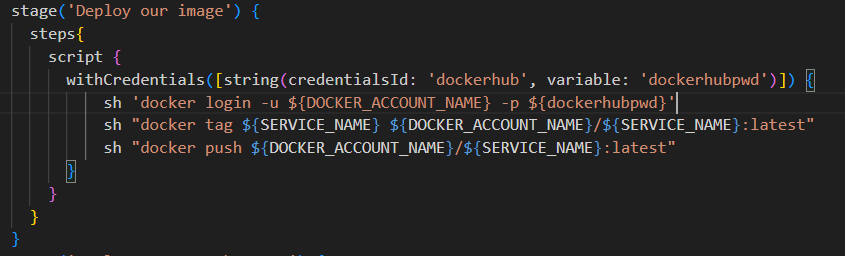 stage('Deploy our image') {
steps{
script {
withCredentials([string(credentialsId: 'dockerhub', variable: 'dockerhubpwd')]) {
sh 'docker login -u ${DOCKER_ACCOUNT_NAME} -p ${dockerhubpwd}'
sh "docker tag ${SERVICE_NAME} ${DOCKER_ACCOUNT_NAME}/${SERVICE_NAME}:latest"
sh "docker push ${DOCKER_ACCOUNT_NAME}/${SERVICE_NAME}:latest"
}
}
}
}